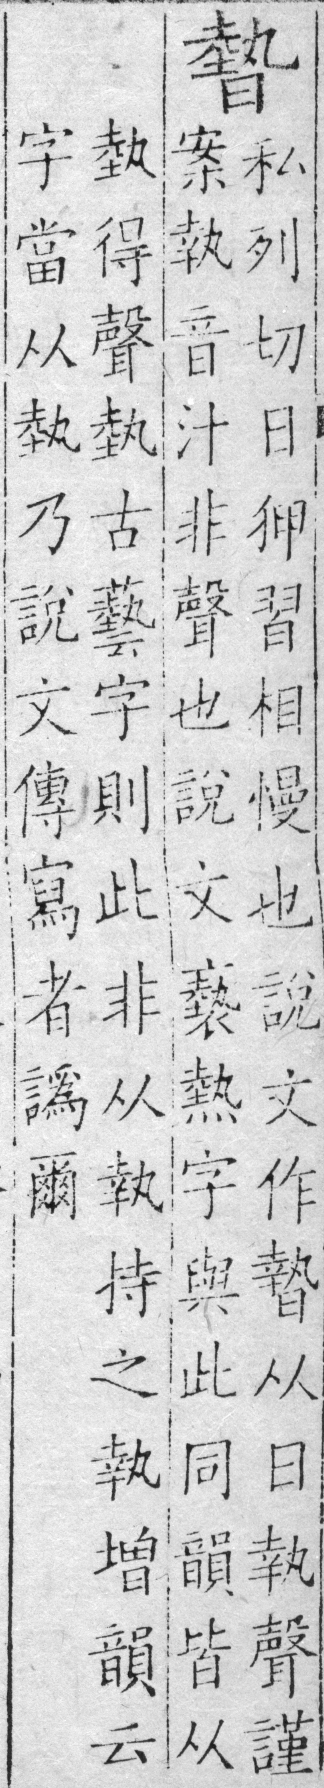 暬
私列切日狎習相慢也說文作暬从日執聲謹
案執音汁非聲也說文褻熱字與此同韻皆从
埶得聲埶古藝字則此非从執持之執增韻云
字當从埶乃說文傳寫者譌爾